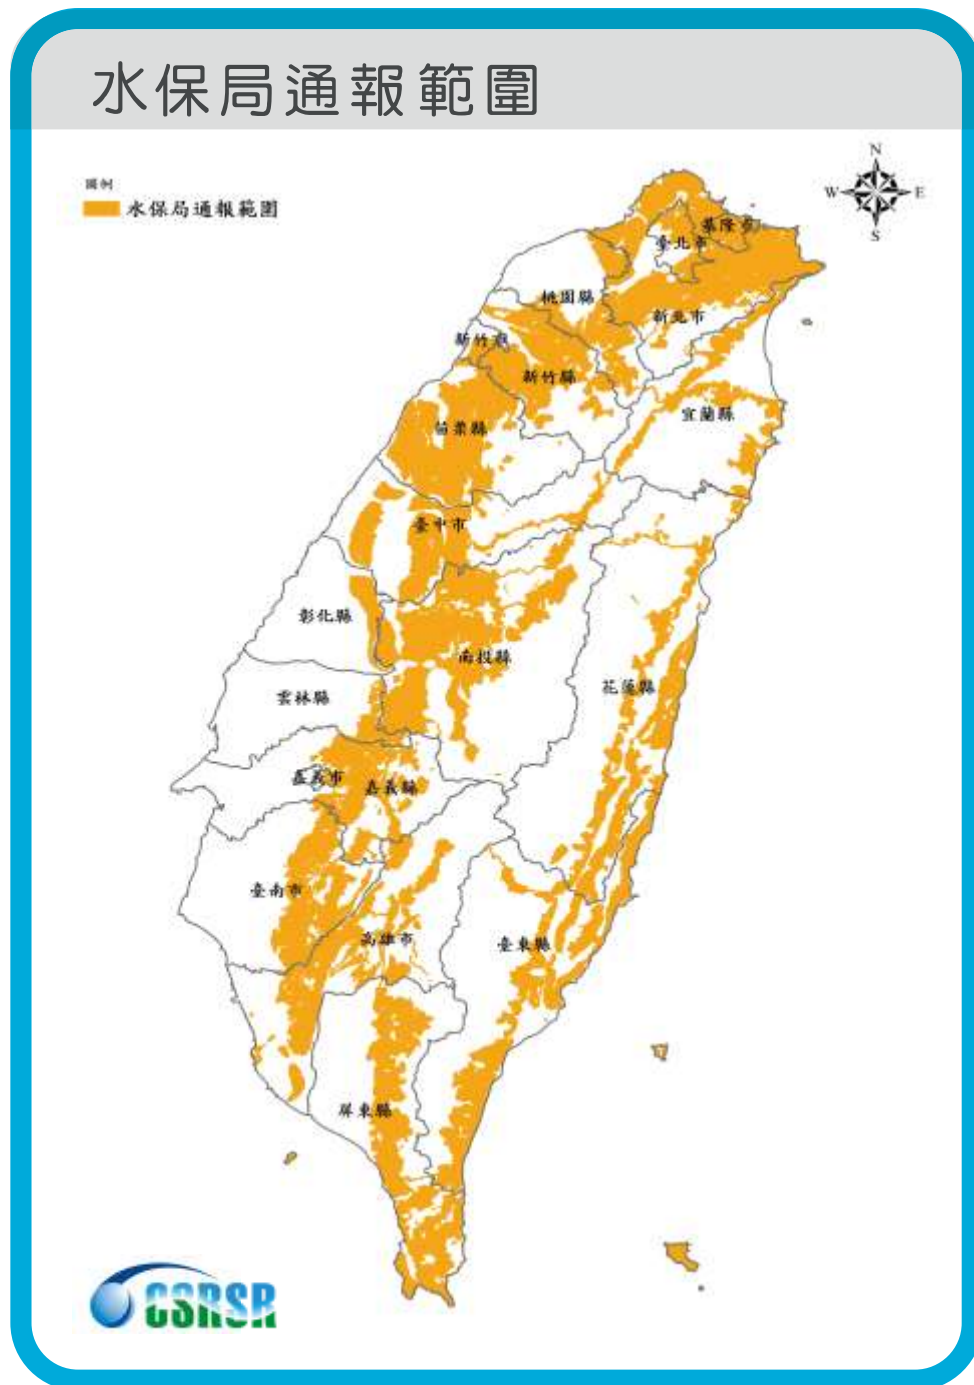 水保局通報範圍
N
W
E
S
圖例
水保局通報範圍
基隆市
臺北市
桃園縣
新北市
新竹市
新竹縣
宜蘭縣
苗栗縣
臺中市
彰化縣
南投縣
花蓮縣
雲林縣
嘉義市
嘉義縣
臺南市
高雄市
臺東縣
屏東縣
CSRSR